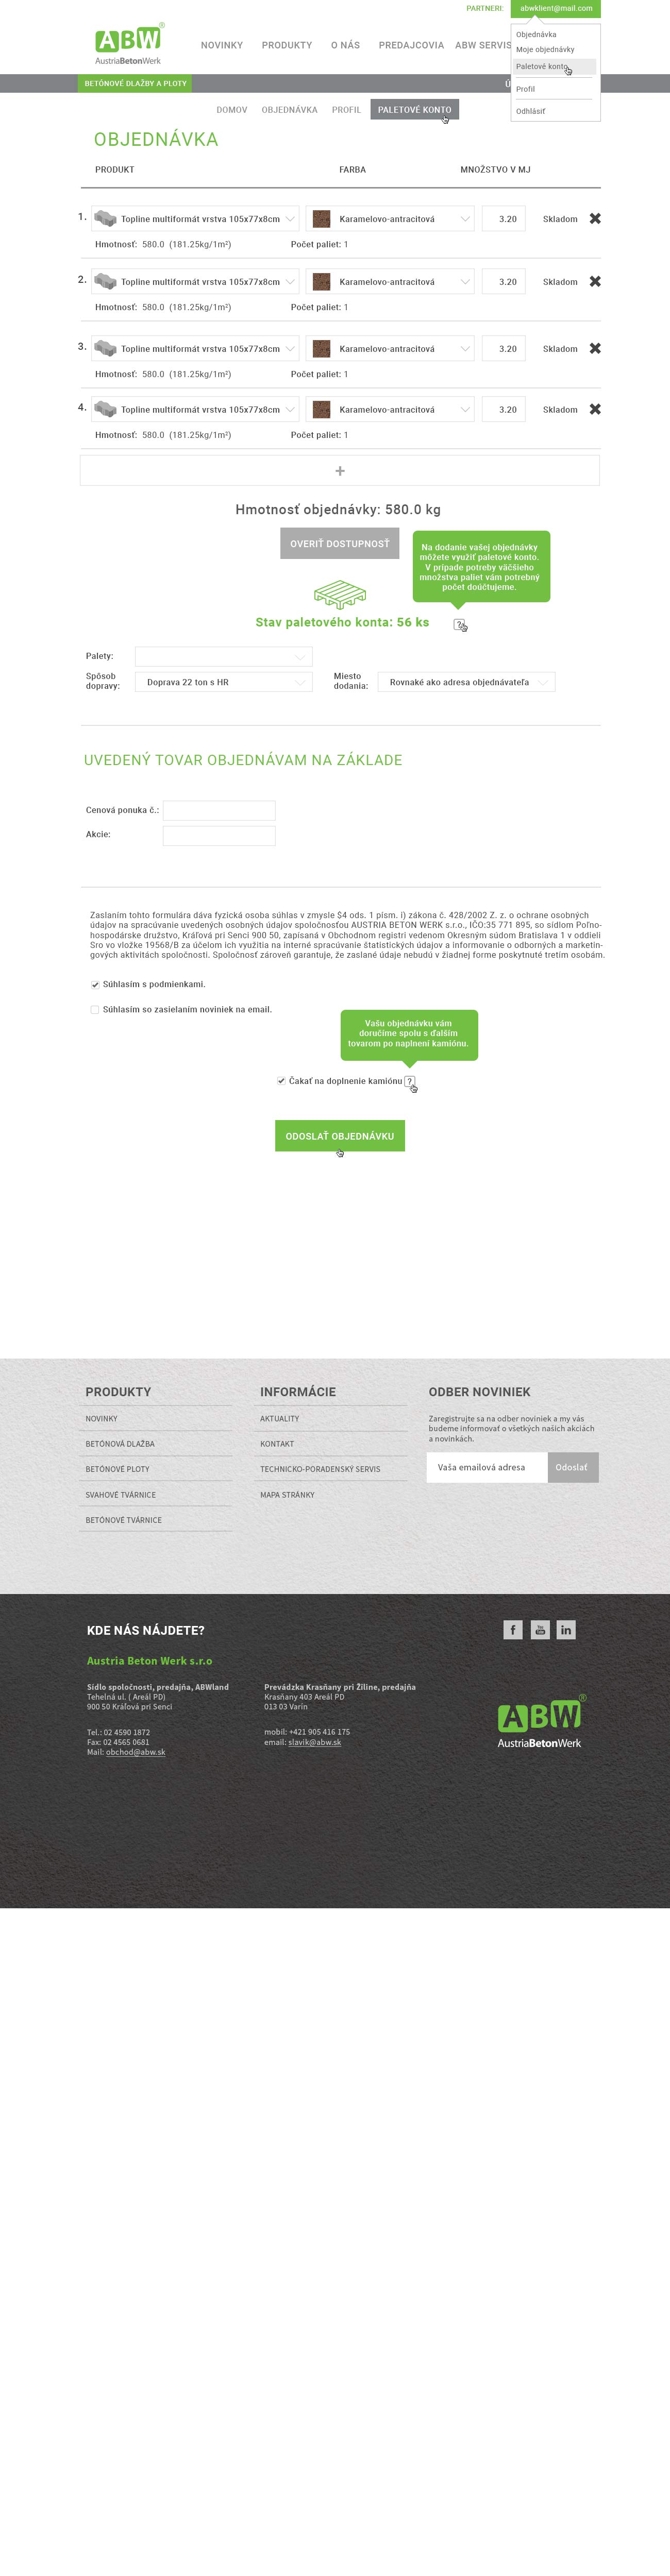 PARTNERI:
abwklient@mail.com
ABW®
AustriaBetonWerk
NOVINKY
PRODUKTY
O NÁS
PREDAJCOVIA
ABW SERVIS
Objednávka
Moje objednávky
Paletové konto
Profil
Odhlásiť
BETÓNOVÉ DLAŽBY A PLOTY
DOMOV
OBJEDNÁVKA
PROFIL
PALETOVÉ KONTO
OBJEDNÁVKA
PRODUKT
FARBA
MNOŽSTVO V MJ
1.
Topline multiformát vrstva 105x77x8cm
Karamelovo-antracitová
3.20
Skladom
Hmotnosť: 580.0 (181.25kg/1m²)
Počet paliet: 1
2.
Topline multiformát vrstva 105x77x8cm
Karamelovo-antracitová
3.20
Skladom
Hmotnosť: 580.0 (181.25kg/1m²)
Počet paliet: 1
3.
Topline multiformát vrstva 105x77x8cm
Karamelovo-antracitová
3.20
Skladom
Hmotnosť: 580.0 (181.25kg/1m²)
Počet paliet: 1
4.
Topline multiformát vrstva 105x77x8cm
Karamelovo-antracitová
3.20
Skladom
Hmotnosť: 580.0 (181.25kg/1m²)
Počet paliet: 1
+
Hmotnosť objednávky: 580.0 kg
OVERIŤ DOSTUPNOSŤ
Na dodanie vašej objednávky
môžete využiť paletové konto.
V prípade potreby väčšieho
množstva paliet vám potrebný
počet doúčtujeme.
Stav paletového konta: 56 ks
?
Palety:
Spôsob
dopravy:
Doprava 22 ton s HR
Miesto
dodania:
Rovnaké ako adresa objednávateľa
UVEDENÝ TOVAR OBJEDNÁVAM NA ZÁKLADE
Cenová ponuka č.:
Akcie:
Zaslaním tohto formulára dáva fyzická osoba súhlas v zmysle $4 ods. 1 písm. i) zákona č. 428/2002 Z. z. o ochrane osobných
údajov na spracúvanie uvedených osobných údajov spoločnosťou AUSTRIA BETON WERK s.r.o., IČO:35 771 895, so sídlom Poľno-
hospodárske družstvo, Kráľová pri Senci 900 50, zapísaná v Obchodnom registri vedenom Okresným súdom Bratislava 1 v oddieli
Sro vo vložke 19568/B za účelom ich využitia na interné spracúvanie štatistických údajov a informovanie o odborných a marketin-
gových aktivitách spoločnosti. Spoločnosť zároveň garantuje, že zaslané údaje nebudú v žiadnej forme poskytnuté tretím osobám.
Súhlasím s podmienkami.
Súhlasím so zasielaním noviniek na email.
Vašu objednávku vám
doručíme spolu s ďalším
tovarom po naplnení kamiónu.
Čakať na doplnenie kamiónu ?
ODOSLAŤ OBJEDNÁVKU
PRODUKTY
NOVINKY
BETÓNOVÁ DLAŽBA
BETÓNOVÉ PLOTY
SVAHOVÉ TVÁRNICE
BETÓNOVÉ TVÁRNICE
INFORMÁCIE
AKTUALITY
KONTAKT
TECHNICKO-PORADENSKÝ SERVIS
MAPA STRÁNKY
ODBER NOVINIEK
Zaregistrujte sa na odber noviniek a my vás
budeme informovať o všetkých našich akciách
a novinkách.
Vaša emailová adresa
Odoslať
KDE NÁS NÁJDETE?
Austria Beton Werk s.r.o
Sídlo spoločnosti, predajňa, ABWland
Tehelná ul. ( Areál PD)
900 50 Kráľová pri Senci
Tel.: 02 4590 1872
Fax: 02 4565 0681
Mail: obchod@abw.sk
Prevádzka Krasňany pri Žiline, predajňa
Krasňany 403 Areál PD
013 03 Varín
mobil: +421 905 416 175
email: slavik@abw.sk
f
You
Tube
in
ABW®
AustriaBetonWerk